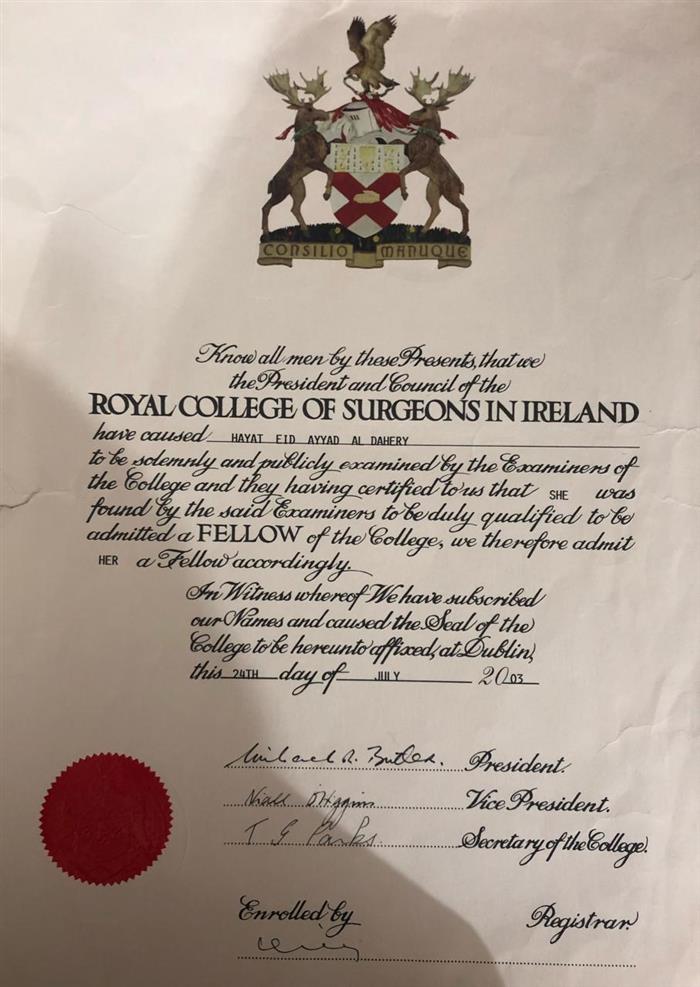 CONSILIO MANUQUE
Know all men by these Presents, that we
the President and Council of the
ROYAL COLLEGE OF SURGEONS IN IRELAND
have caused HAYAT EID AYYAD AL DAHERY
to be solemnly and publicly examined by the Examiners of
the College and they having certified to us that SHE was
found by the said Examiners to be duly qualified to be
admitted a FELLOW of the College, we therefore admit
HER a Fellow accordingly.
In Witness whereof We have subscribed
our Names and caused the Seal of the
College to be hereunto affixed, at Dublin,
this 24TH day of JULY 2003
Michael R. Butler. President.
Niall O'Higgins Vice President.
T G Parks. Secretary of the College.
Enrolled by Registrar.